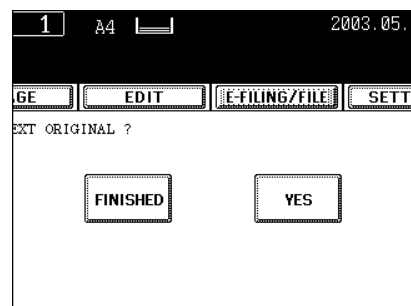 1 A4 2003.05.
.GE EDIT E-FILING/FILE SETT
EXT ORIGINAL ?
FINISHED YES